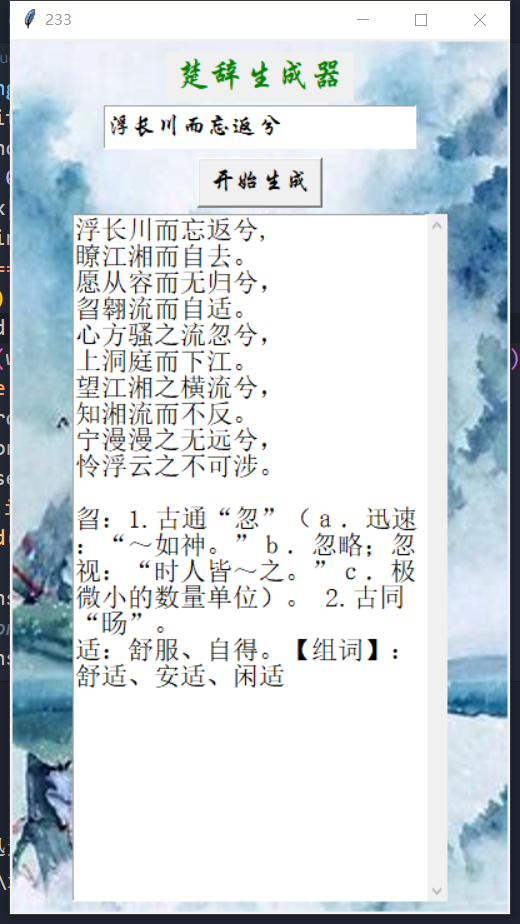 233
楚辞生成器
浮长川而忘返兮
开始生成
浮长川而忘返兮,
瞭江湘而自去。
愿从容而无归兮,
曶翱流而自适。
心方骚之流忽兮,
上洞庭而下江。
望江湘之横流兮,
知湘流而不反。
宁漫漫之无远兮,
怜浮云之不可涉。
曶：1.古通“忽”（ａ．迅速
：“～如神。”ｂ．忽略；忽
视：“时人皆～之。”ｃ．极
微小的数量单位）。 2.古同
“旸”。
适：舒服、自得。【组词】：
舒适、安适、闲适